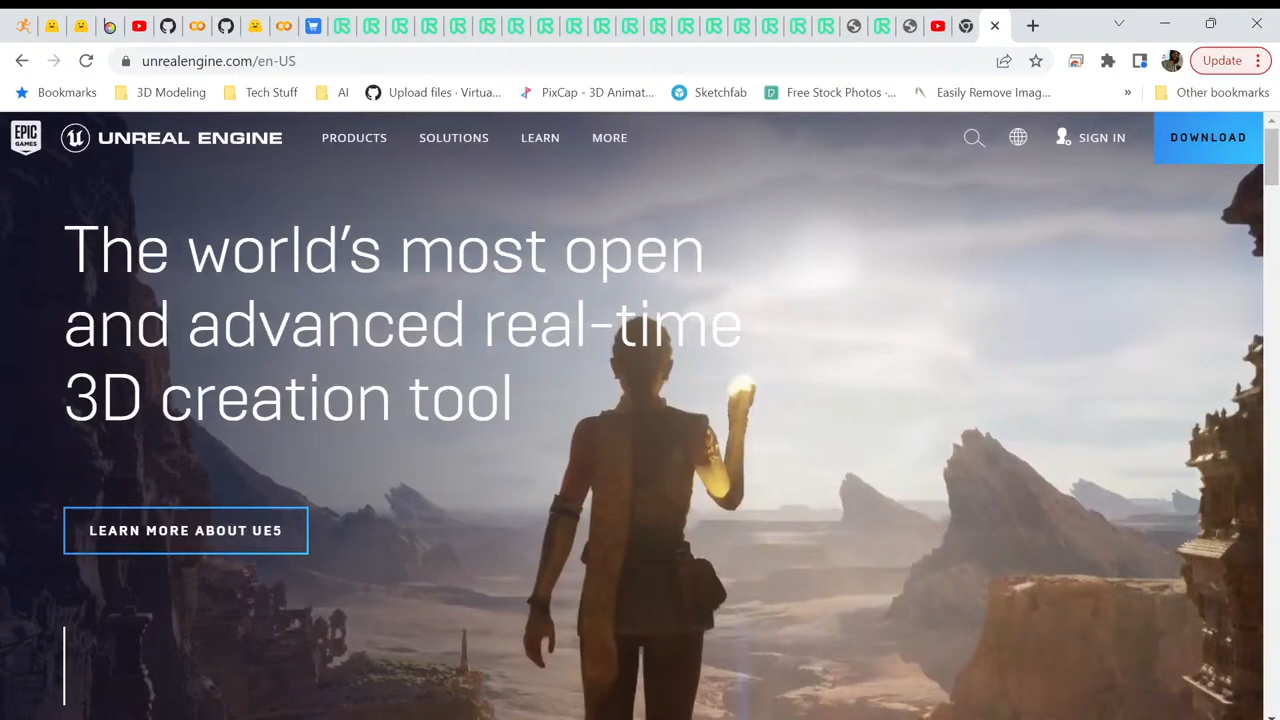 unrealengine.com/en-US
Update
Bookmarks
3D Modeling
Tech Stuff
AI
Upload files · Virtua...
PixCap - 3D Animat...
Sketchfab
Free Stock Photos ·...
Easily Remove Imag...
»
Other bookmarks
EPIC
GAMES
UNREAL ENGINE
PRODUCTS
SOLUTIONS
LEARN
MORE
SIGN IN
DOWNLOAD
The world's most open
and advanced real-time
3D creation tool
LEARN MORE ABOUT UE5